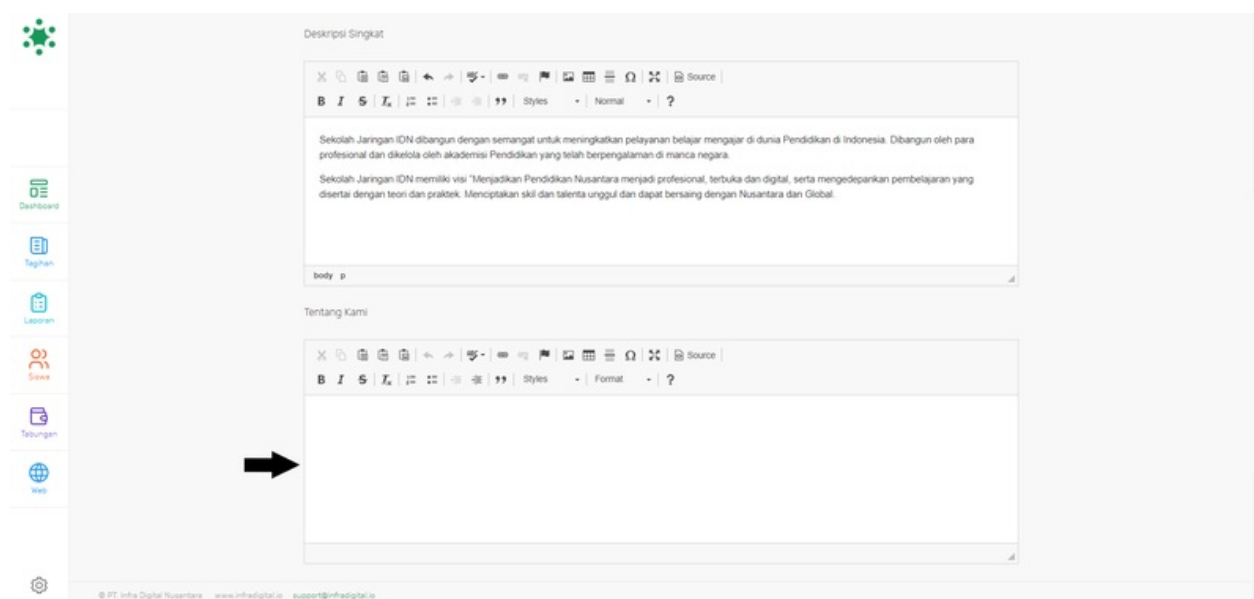 Deskripsi Singkat
Source
B I S Ix Styles Normal ?
Sekolah Jaringan IDN dibangun dengan semangat untuk meningkatkan pelayanan belajar mengajar di dunia Pendidikan di Indonesia. Dibangun oleh para
profesional dan dikelola oleh akademisi Pendidikan yang telah berpengalaman di manca negara.
Sekolah Jaringan IDN memiliki visi "Menjadikan Pendidikan Nusantara menjadi profesional, terbuka dan digital, serta mengedepankan pembelajaran yang
disertai dengan teori dan praktek. Menciptakan skil dan talenta unggul dan dapat bersaing dengan Nusantara dan Global.
body p
Tentang Kami
Source
B I S Ix Styles Format ?
Dashboard
Tagihan
Laporan
Siswa
Tabungan
Web
© PT. Infra Digital Nusantara www.infradigital.io support@infradigital.io